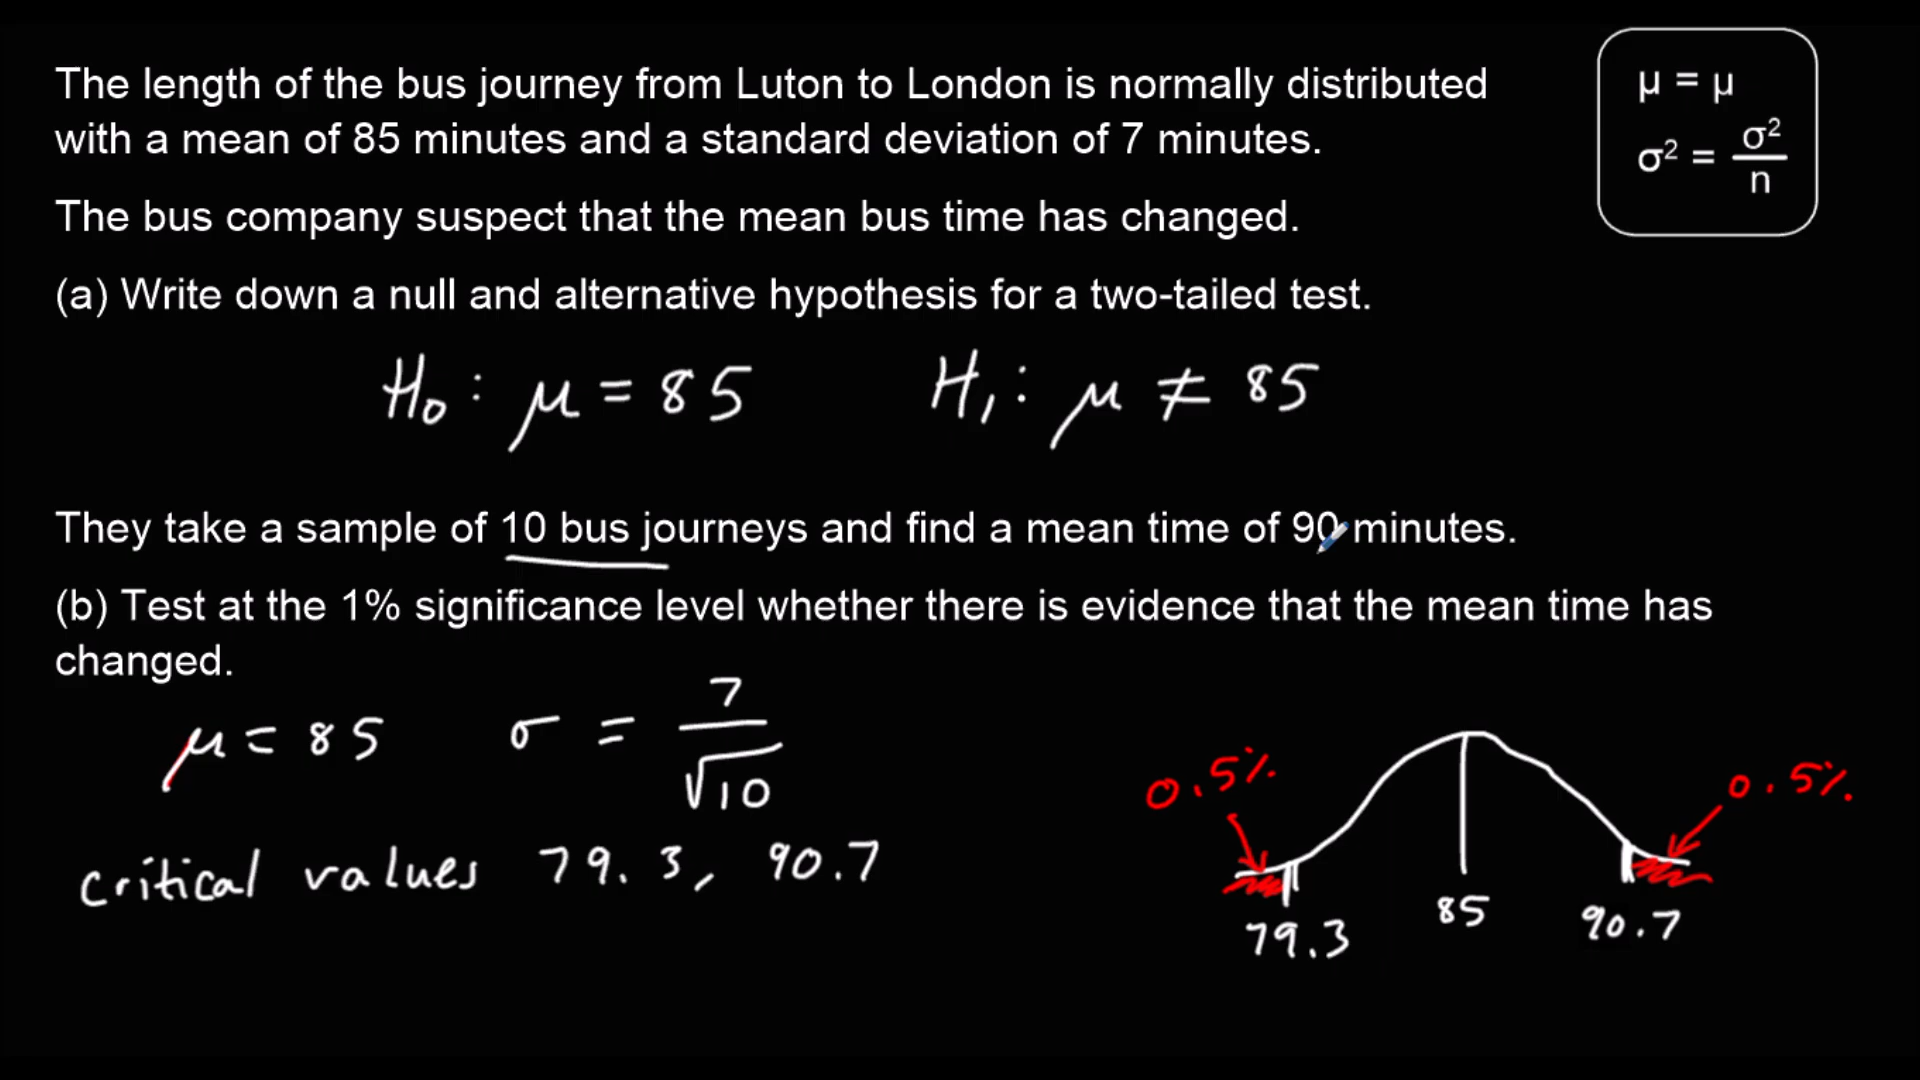 The length of the bus journey from Luton to London is normally distributed
with a mean of 85 minutes and a standard deviation of 7 minutes.
μ = μ
σ² = σ²/n
The bus company suspect that the mean bus time has changed.
(a) Write down a null and alternative hypothesis for a two-tailed test.
H₀ : μ = 85 H₁ : μ ≠ 85
They take a sample of 10 bus journeys and find a mean time of 90 minutes.
(b) Test at the 1% significance level whether there is evidence that the mean time has
changed.
μ = 85 σ = 7/√10
critical values 79.3, 90.7
0.5% 0.5%
79.3 85 90.7